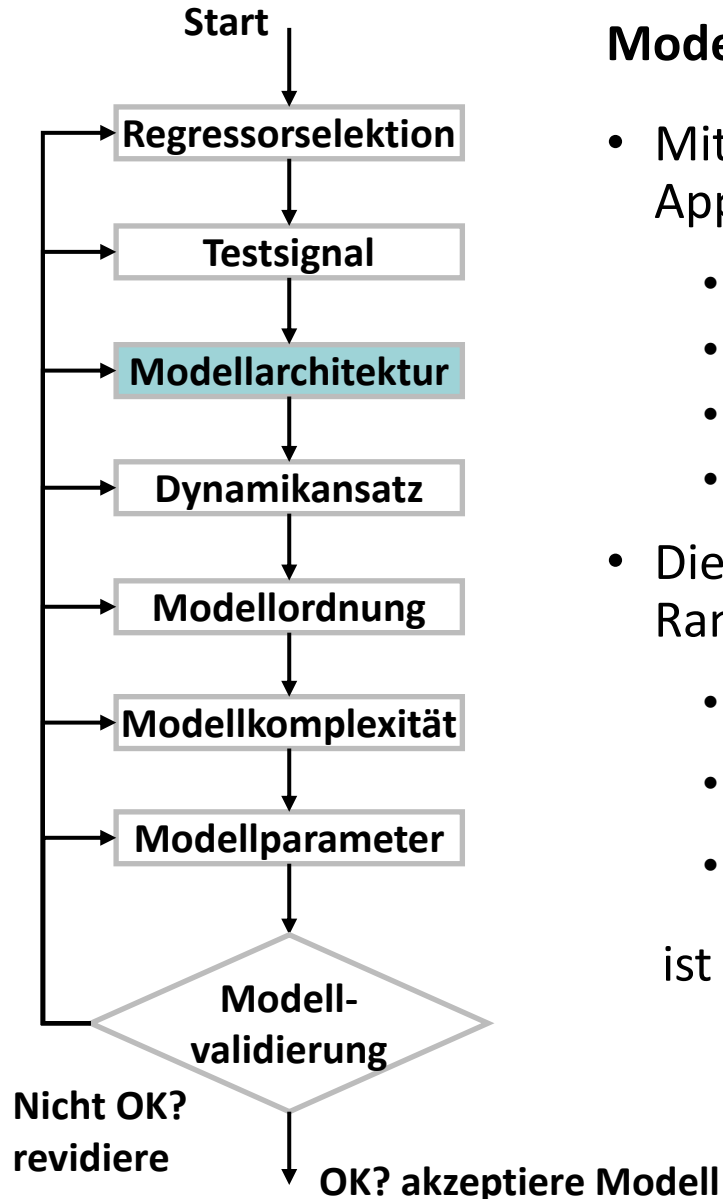 Start
Regressorselektion
Testsignal
Modellarchitektur
Dynamikansatz
Modellordnung
Modellkomplexität
Modellparameter
Modell-
validierung
Nicht OK?
revidiere
OK? akzeptiere Modell
Mode
• Mit
App
•
•
•
•
• Die
Ran
•
•
•
ist